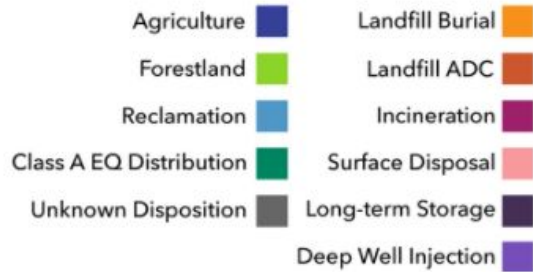 Agriculture
Forestland
Reclamation
Class A EQ Distribution
Unknown Disposition
Landfill Burial
Landfill ADC
Incineration
Surface Disposal
Long-term Storage
Deep Well Injection